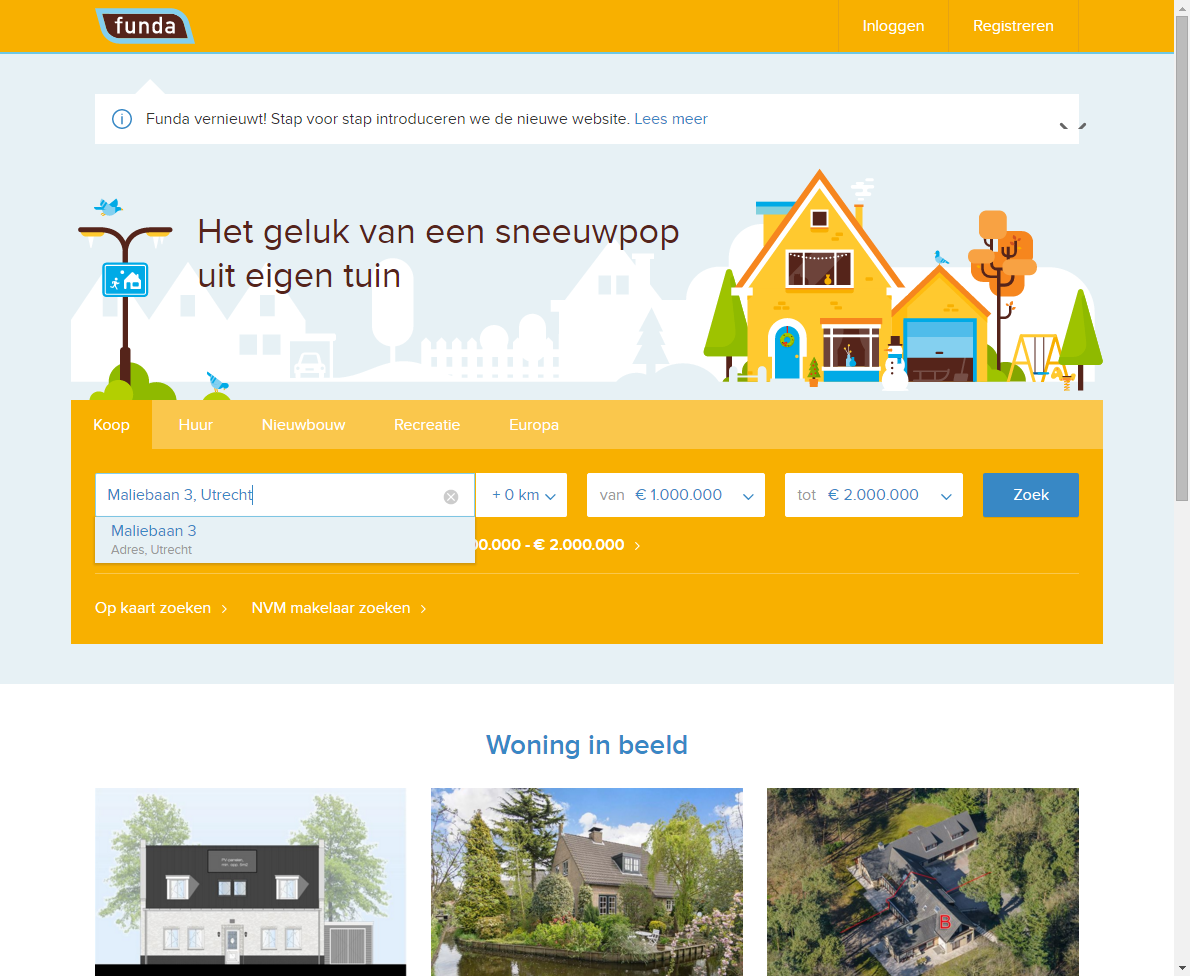 funda
Inloggen
Registreren
Funda vernieuwt! Stap voor stap introduceren we de nieuwe website. Lees meer
Het geluk van een sneeuwpop
uit eigen tuin
Koop
Huur
Nieuwbouw
Recreatie
Europa
Maliebaan 3, Utrecht
+ 0 km
van € 1.000.000
tot € 2.000.000
Zoek
Maliebaan 3
Adres, Utrecht
00.000 - € 2.000.000
Op kaart zoeken
NVM makelaar zoeken
Woning in beeld
B